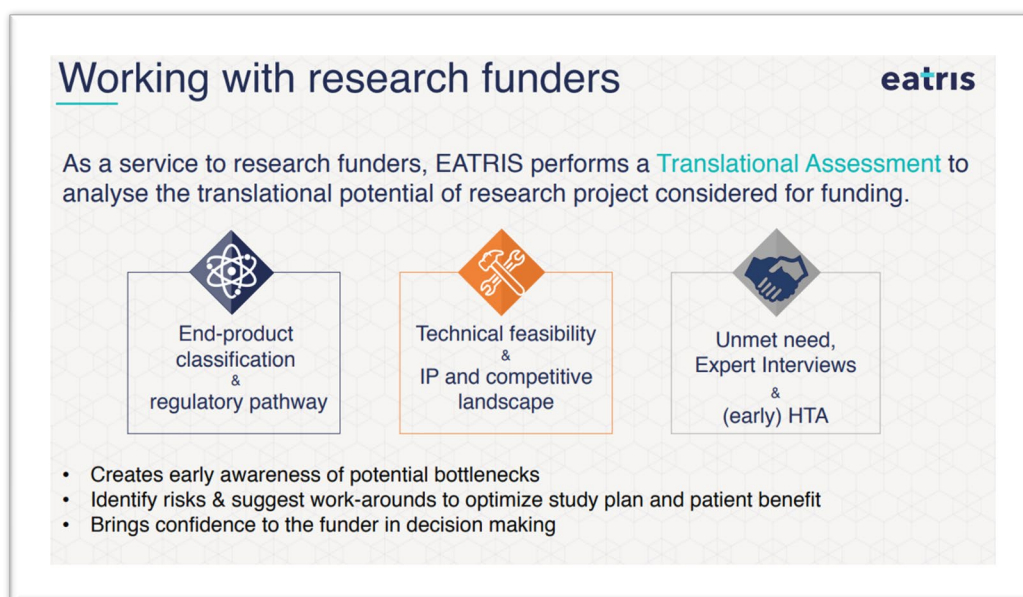 Working with research funders
eatris
As a service to research funders, EATRIS performs a Translational Assessment to
analyse the translational potential of research project considered for funding.
End-product
classification
&
regulatory pathway
Technical feasibility
&
IP and competitive
landscape
Unmet need,
Expert Interviews
&
(early) HTA
• Creates early awareness of potential bottlenecks
• Identify risks & suggest work-arounds to optimize study plan and patient benefit
• Brings confidence to the funder in decision making